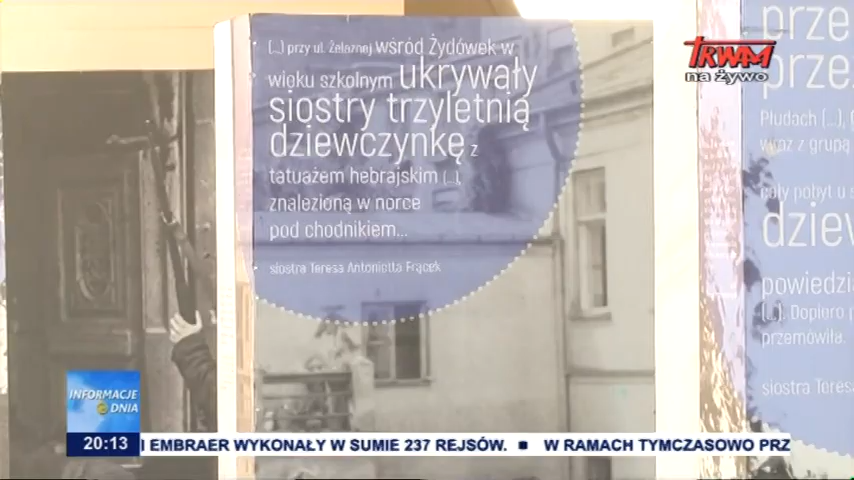 (...) przy ul. Żelaznej wśród Żydówek w
wieku szkolnym ukrywały
siostry trzyletnią
dziewczynkę z
tatuażem hebrajskim (...),
znalezioną w norce
pod chodnikiem...
siostra Teresa Antonietta Frącek
prze
prze
Płudach (...), 
wraz z grupą
cały pobyt u s
dziew
powiedzia
(...). Dopiero p
przemówiła.
siostra Teresa
TRWAM
na żywo
INFORMACJE
DNIA
20:13
I EMBRAER WYKONAŁY W SUMIE 237 REJSÓW. ■ W RAMACH TYMCZASOWO PRZ